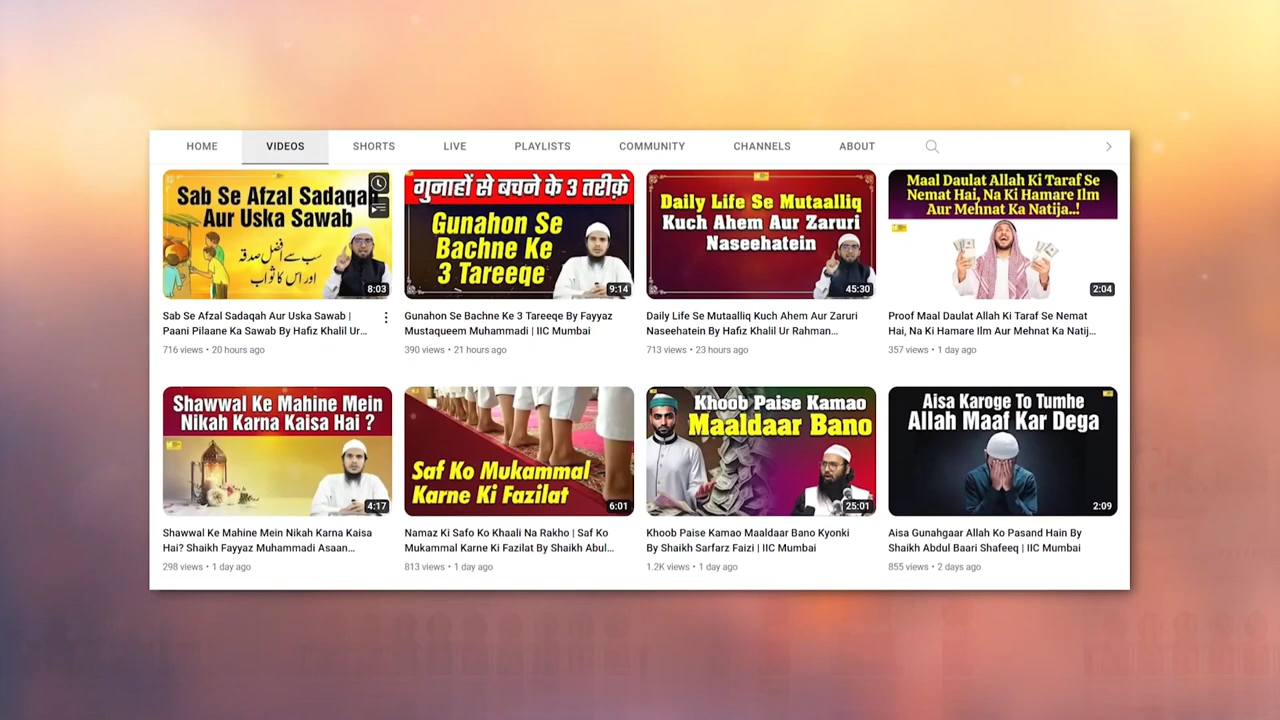 HOME VIDEOS SHORTS LIVE PLAYLISTS COMMUNITY CHANNELS ABOUT
Sab Se Afzal Sadaqah
Aur Uska Sawab
سب سے افضل صدقہ
اور اس کا ثواب
8:03
Sab Se Afzal Sadaqah Aur Uska Sawab |
Paani Pilaane Ka Sawab By Hafiz Khalil Ur...
716 views • 20 hours ago
गुनाहों से बचने के 3 तरीक़े
Gunahon Se
Bachne Ke
3 Tareeqe
9:14
Gunahon Se Bachne Ke 3 Tareeqe By Fayyaz
Mustaqueem Muhammadi | IIC Mumbai
390 views • 21 hours ago
Daily Life Se Mutaalliq
Kuch Ahem Aur Zaruri
Naseehatein
45:30
Daily Life Se Mutaalliq Kuch Ahem Aur Zaruri
Naseehatein By Hafiz Khalil Ur Rahman...
713 views • 23 hours ago
Maal Daulat Allah Ki Taraf Se
Nemat Hai, Na Ki Hamare Ilm
Aur Mehnat Ka Natija..!
2:04
Proof Maal Daulat Allah Ki Taraf Se Nemat
Hai, Na Ki Hamare Ilm Aur Mehnat Ka Natij...
357 views • 1 day ago
Shawwal Ke Mahine Mein
Nikah Karna Kaisa Hai ?
4:17
Shawwal Ke Mahine Mein Nikah Karna Kaisa
Hai? Shaikh Fayyaz Muhammadi Asaan...
298 views • 1 day ago
Saf Ko Mukammal
Karne Ki Fazilat
6:01
Namaz Ki Safo Ko Khaali Na Rakho | Saf Ko
Mukammal Karne Ki Fazilat By Shaikh Abul...
813 views • 1 day ago
Khoob Paise Kamao
Maaldaar Bano
25:01
Khoob Paise Kamao Maaldaar Bano Kyonki
By Shaikh Sarfarz Faizi | IIC Mumbai
1.2K views • 1 day ago
Aisa Karoge To Tumhe
Allah Maaf Kar Dega
2:09
Aisa Gunahgaar Allah Ko Pasand Hain By
Shaikh Abdul Baari Shafeeq | IIC Mumbai
855 views • 2 days ago